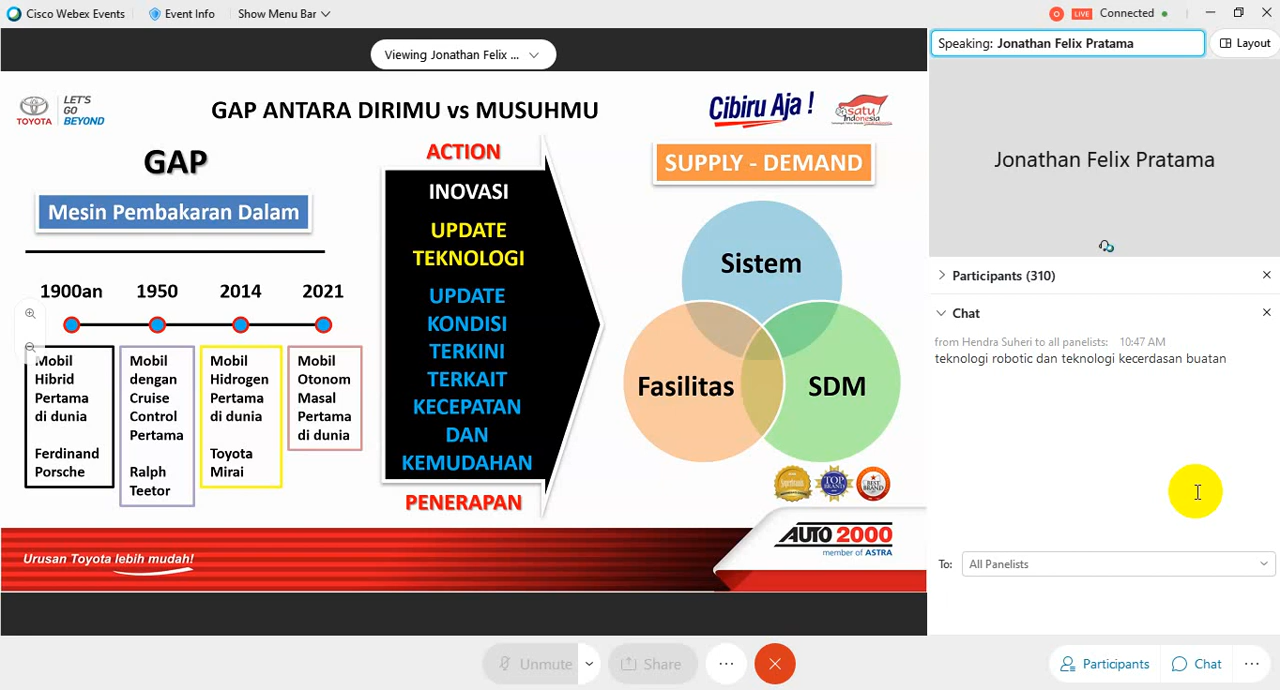 Cisco Webex Events
Event Info
Show Menu Bar
LIVE
Connected
Viewing Jonathan Felix ...
Speaking: Jonathan Felix Pratama
Layout
TOYOTA
LET'S
GO
BEYOND
GAP ANTARA DIRIMU vs MUSUHMU
Cibiru Aja !
satu
Indonesia
GAP
Mesin Pembakaran Dalam
1900an
1950
2014
2021
Mobil
Hibrid
Pertama
di dunia
Ferdinand
Porsche
Mobil
dengan
Cruise
Control
Pertama
Ralph
Teetor
Mobil
Hidrogen
Pertama
di dunia
Toyota
Mirai
Mobil
Otonom
Masal
Pertama
di dunia
ACTION
INOVASI
UPDATE
TEKNOLOGI
UPDATE
KONDISI
TERKINI
TERKAIT
KECEPATAN
DAN
KEMUDAHAN
PENERAPAN
SUPPLY - DEMAND
Sistem
Fasilitas
SDM
TOP
BRAND
BEST
BRAND
Urusan Toyota lebih mudah!
AUTO 2000
member of ASTRA
Jonathan Felix Pratama
Participants (310)
Chat
from Hendra Suheri to all panelists: 10:47 AM
teknologi robotic dan teknologi kecerdasan buatan
To:
All Panelists
Unmute
Share
Participants
Chat